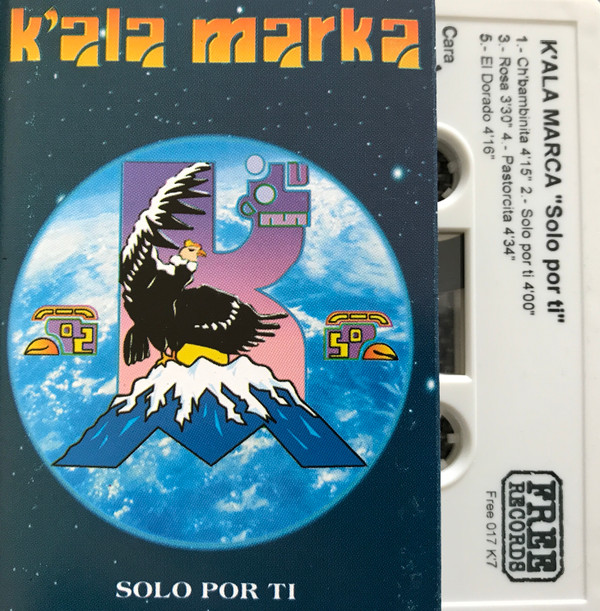 k'ala marka
SOLO POR TI
K'ALA MARCA "Solo por ti"
Cara
1.- Ch'bambinita 4'15" 2.- Solo por ti 4'00"
3.- Rosa 3'30" 4.- Pastorcita 4'34"
5.- El Dorado 4'16"
FREE
RECORDS
Free 017 K'7